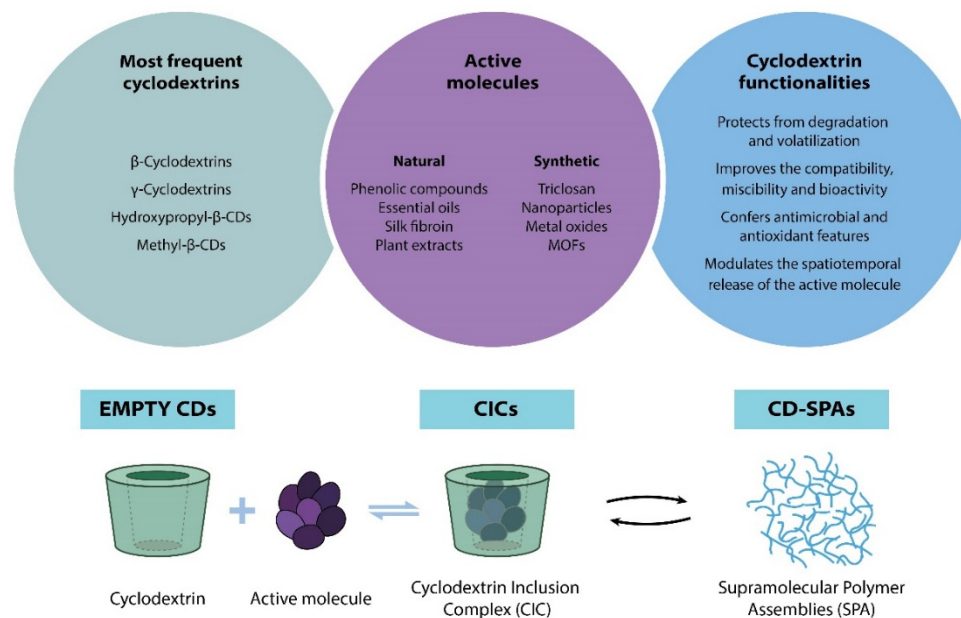 Most frequent
cyclodextrins
β-Cyclodextrins
γ-Cyclodextrins
Hydroxypropyl-β-CDs
Methyl-β-CDs
Active
molecules
Natural
Phenolic compounds
Essential oils
Silk fibroin
Plant extracts
Synthetic
Triclosan
Nanoparticles
Metal oxides
MOFs
Cyclodextrin
functionalities
Protects from degradation
and volatilization
Improves the compatibility,
miscibility and bioactivity
Confers antimicrobial and
antioxidant features
Modulates the spatiotemporal
release of the active molecule
EMPTY CDs
CICs
CD-SPAs
+
Cyclodextrin
Active molecule
Cyclodextrin Inclusion
Complex (CIC)
Supramolecular Polymer
Assemblies (SPA)